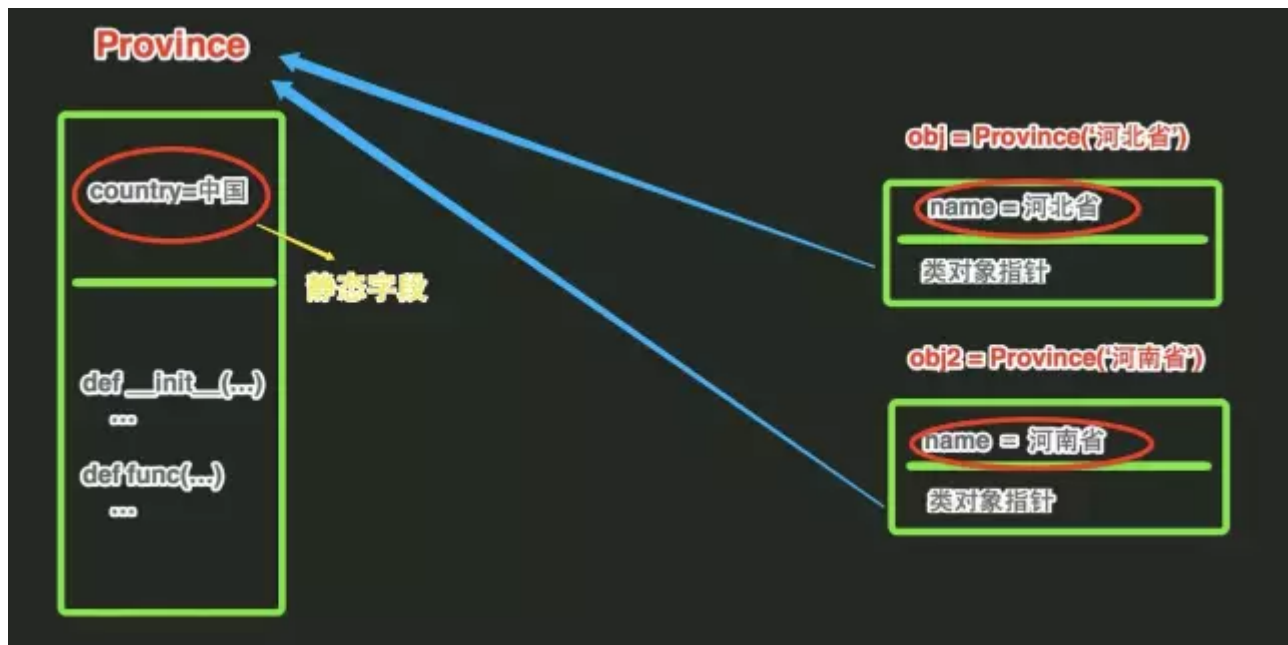 Province
country=中国
静态字段
def __init__(...)
...
def func(...)
...
obj = Province('河北省')
name = 河北省
类对象指针
obj2 = Province('河南省')
name = 河南省
类对象指针